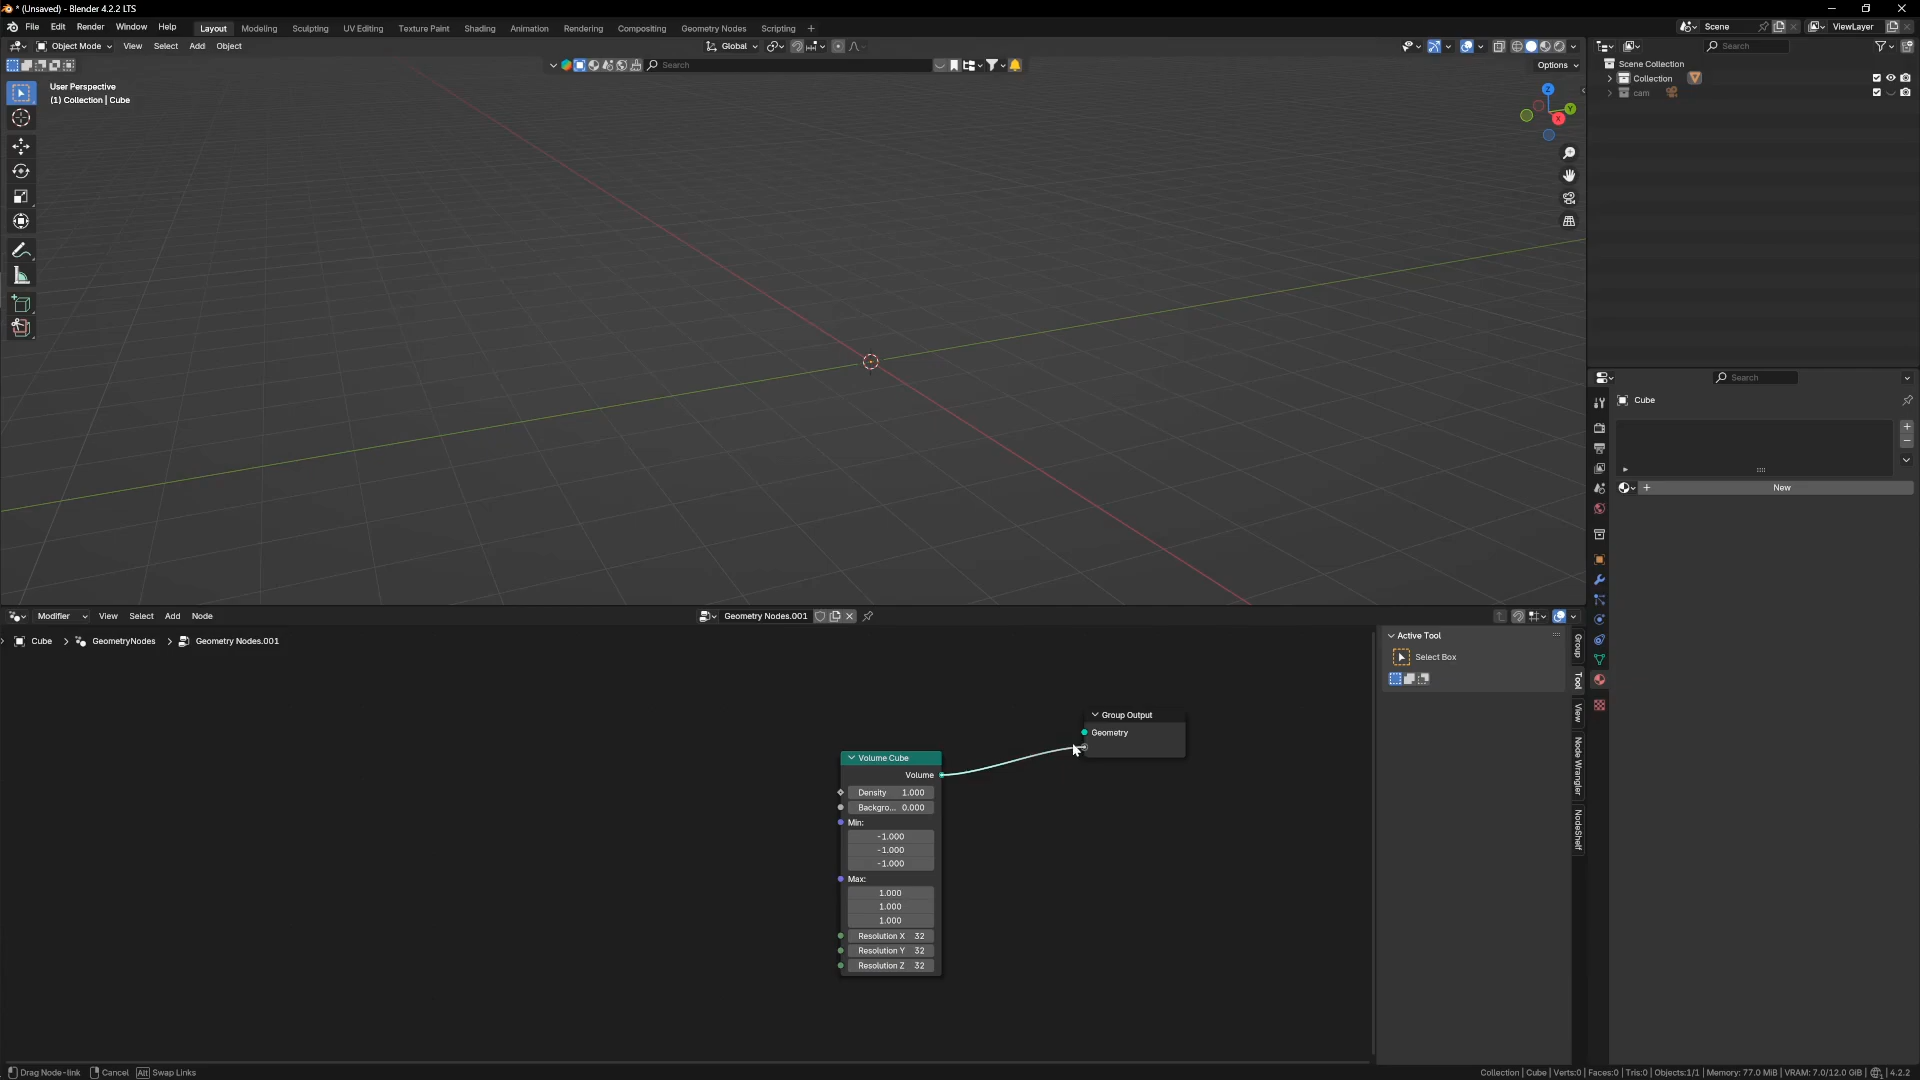 * (Unsaved) - Blender 4.2.2 LTS
File Edit Render Window Help Layout Modeling Sculpting UV Editing Texture Paint Shading Animation Rendering Compositing Geometry Nodes Scripting + Scene ViewLayer
Object Mode View Select Add Object Global Search
Search Options
User Perspective
(1) Collection | Cube
Z
Y
X
Scene Collection
Collection
cam
Search
Cube
New
Modifier View Select Add Node Geometry Nodes.001
Cube > GeometryNodes > Geometry Nodes.001
Active Tool
Select Box
Group
Tool
View
Node Wrangler
NodeShelf
Group Output
Geometry
Volume Cube
Volume
Density 1.000
Backgro... 0.000
Min:
-1.000
-1.000
-1.000
Max:
1.000
1.000
1.000
Resolution X 32
Resolution Y 32
Resolution Z 32
Drag Node-link Cancel Alt Swap Links
Collection | Cube | Verts:0 | Faces:0 | Tris:0 | Objects:1/1 | Memory: 77.0 MiB | VRAM: 7.0/12.0 GiB | 4.2.2